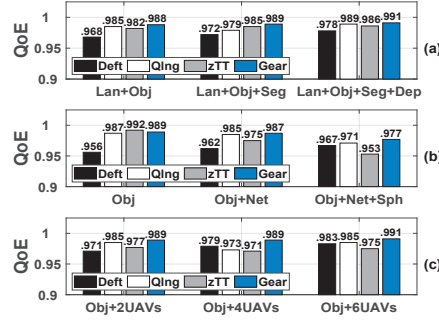 QoE
1
0.95
0.9
.968 .985 .982 .988 .972 .979 .985 .989 .978 .989 .986 .991
Deft QlIng zTT Gear
Lan+Obj Lan+Obj+Seg Lan+Obj+Seg+Dep
(a)
QoE
1
0.95
0.9
.956 .987 .992 .989 .962 .985 .975 .987 .967 .971 .953 .977
Deft QlIng zTT Gear
Obj Obj+Net Obj+Net+Sph
(b)
QoE
1
0.95
0.9
.971 .985 .977 .989 .979 .973 .971 .989 .983 .985 .975 .991
Deft QlIng zTT Gear
Obj+2UAVs Obj+4UAVs Obj+6UAVs
(c)